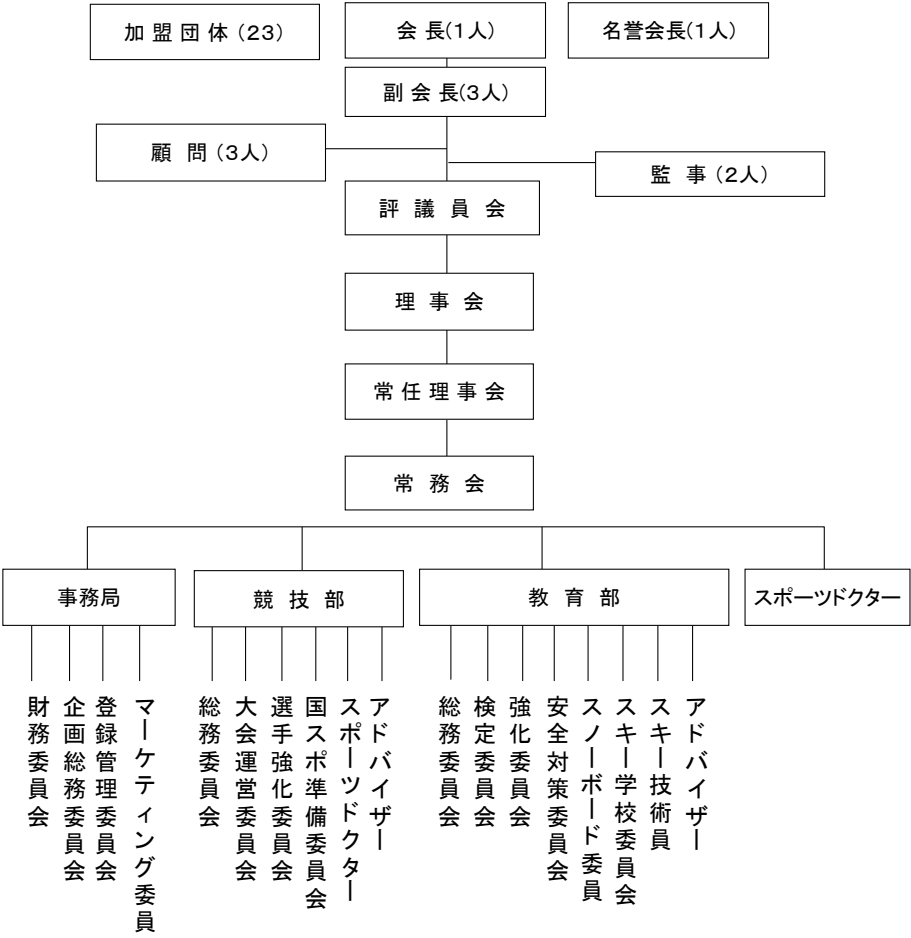 加盟団体（23）
会長(1人)
名誉会長(1人)
副会長(3人)
顧問（3人）
監事（2人）
評議員会
理事会
常任理事会
常務会
事務局
競技部
教育部
スポーツドクター
財務委員会
企画総務委員会
登録管理委員会
マーケティング委員
総務委員会
大会運営委員会
選手強化委員会
国スポ準備委員会
スポーツドクター
アドバイザー
総務委員会
検定委員会
強化委員会
安全対策委員会
スノーボード委員
スキー学校委員会
スキー技術員
アドバイザー